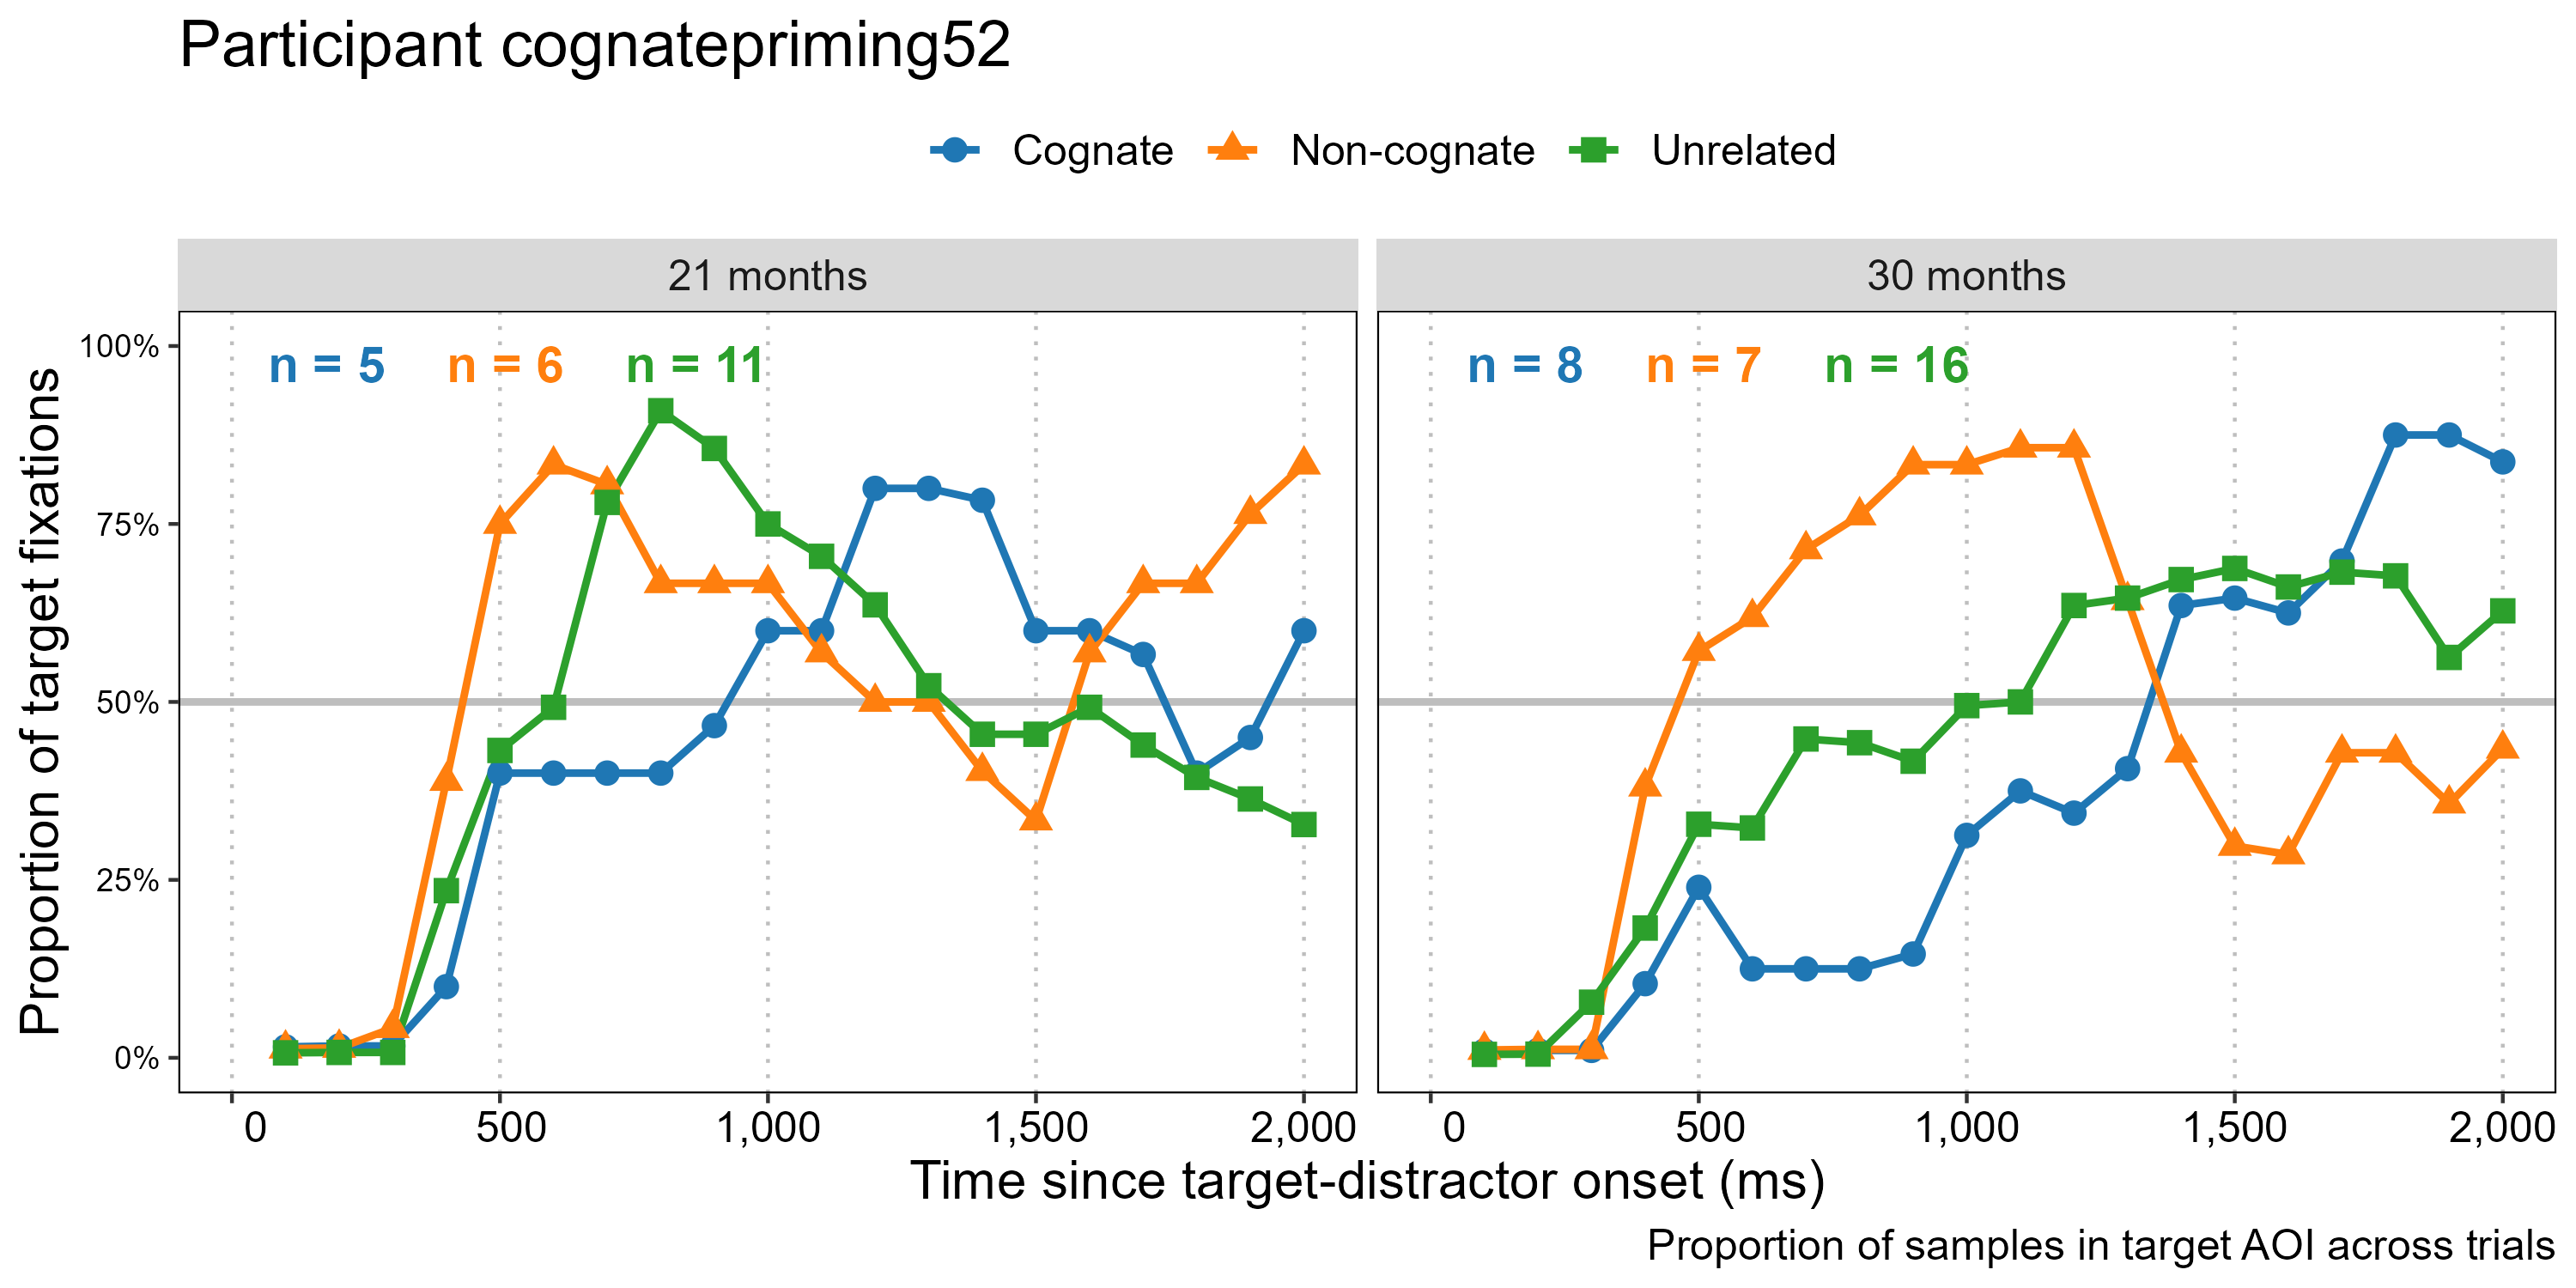 Participant cognatepriming52
Cognate Non-cognate Unrelated
21 months
30 months
n = 5 n = 6 n = 11
n = 8 n = 7 n = 16
Proportion of target fixations
100%
75%
50%
25%
0%
0 500 1,000 1,500 2,000
0 500 1,000 1,500 2,000
Time since target-distractor onset (ms)
Proportion of samples in target AOI across trials